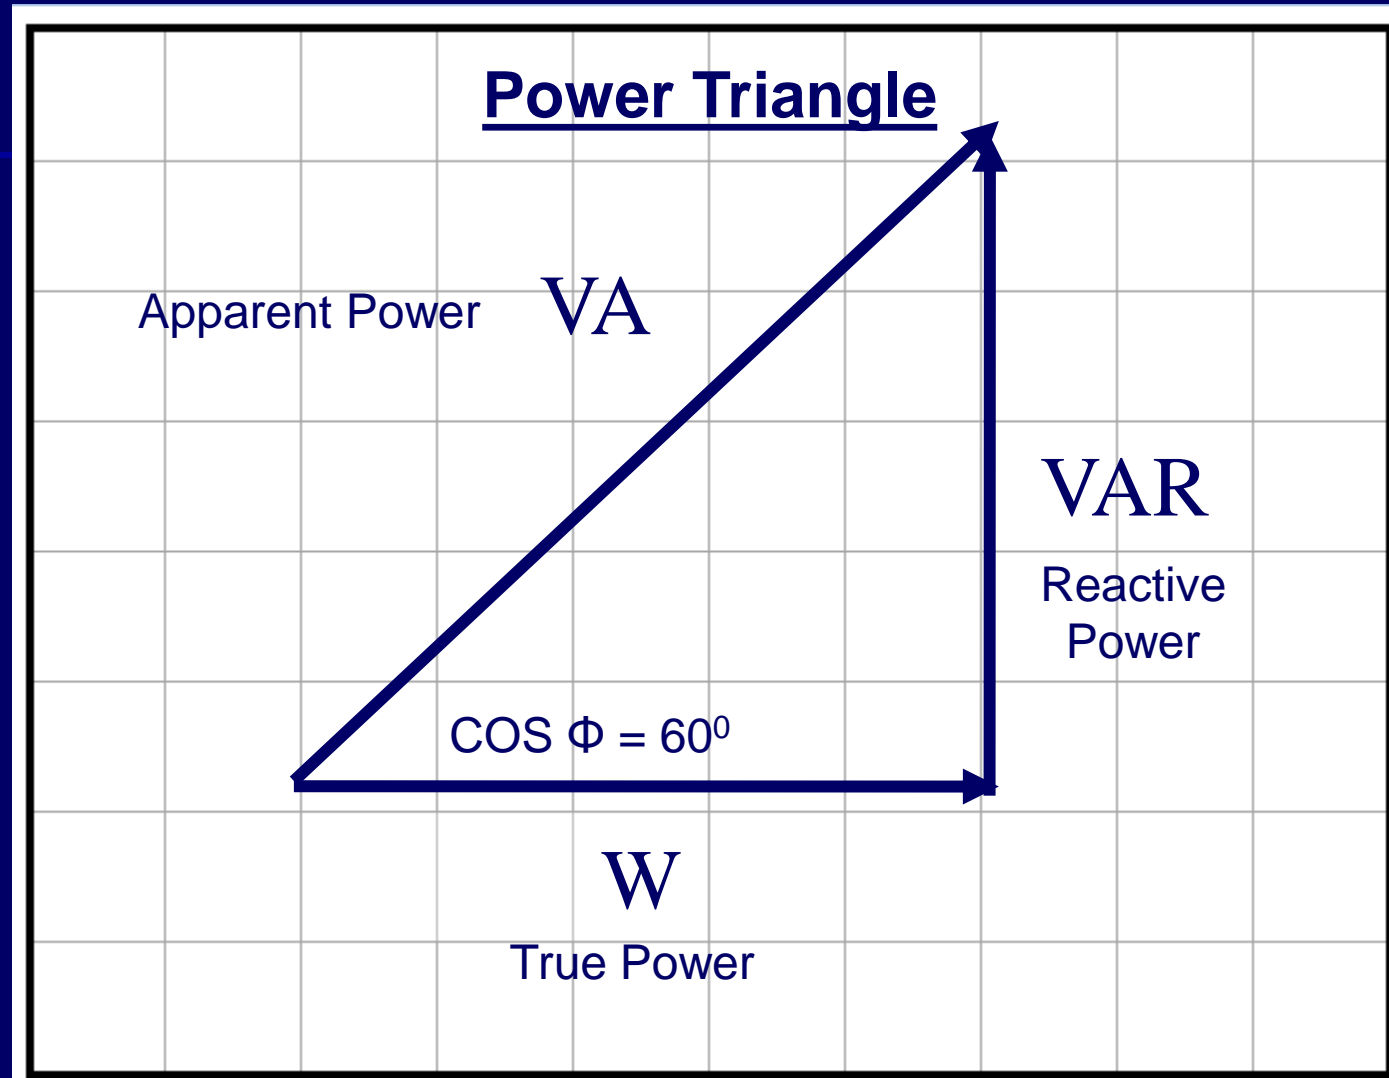 Power Triangle
Apparent Power VA
VAR
Reactive
Power
COS Φ = 60⁰
W
True Power